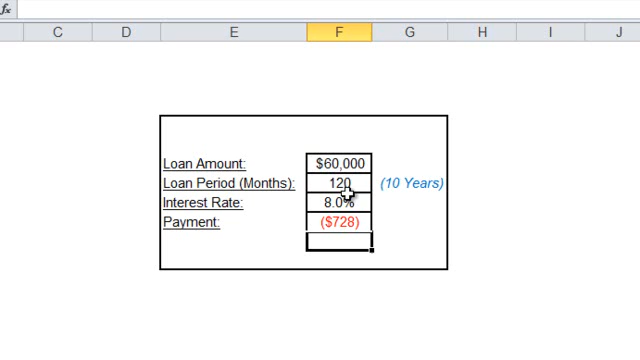 fx
C D E F G H I J
Loan Amount: $60,000
Loan Period (Months): 120 (10 Years)
Interest Rate: 8.0%
Payment: ($728)